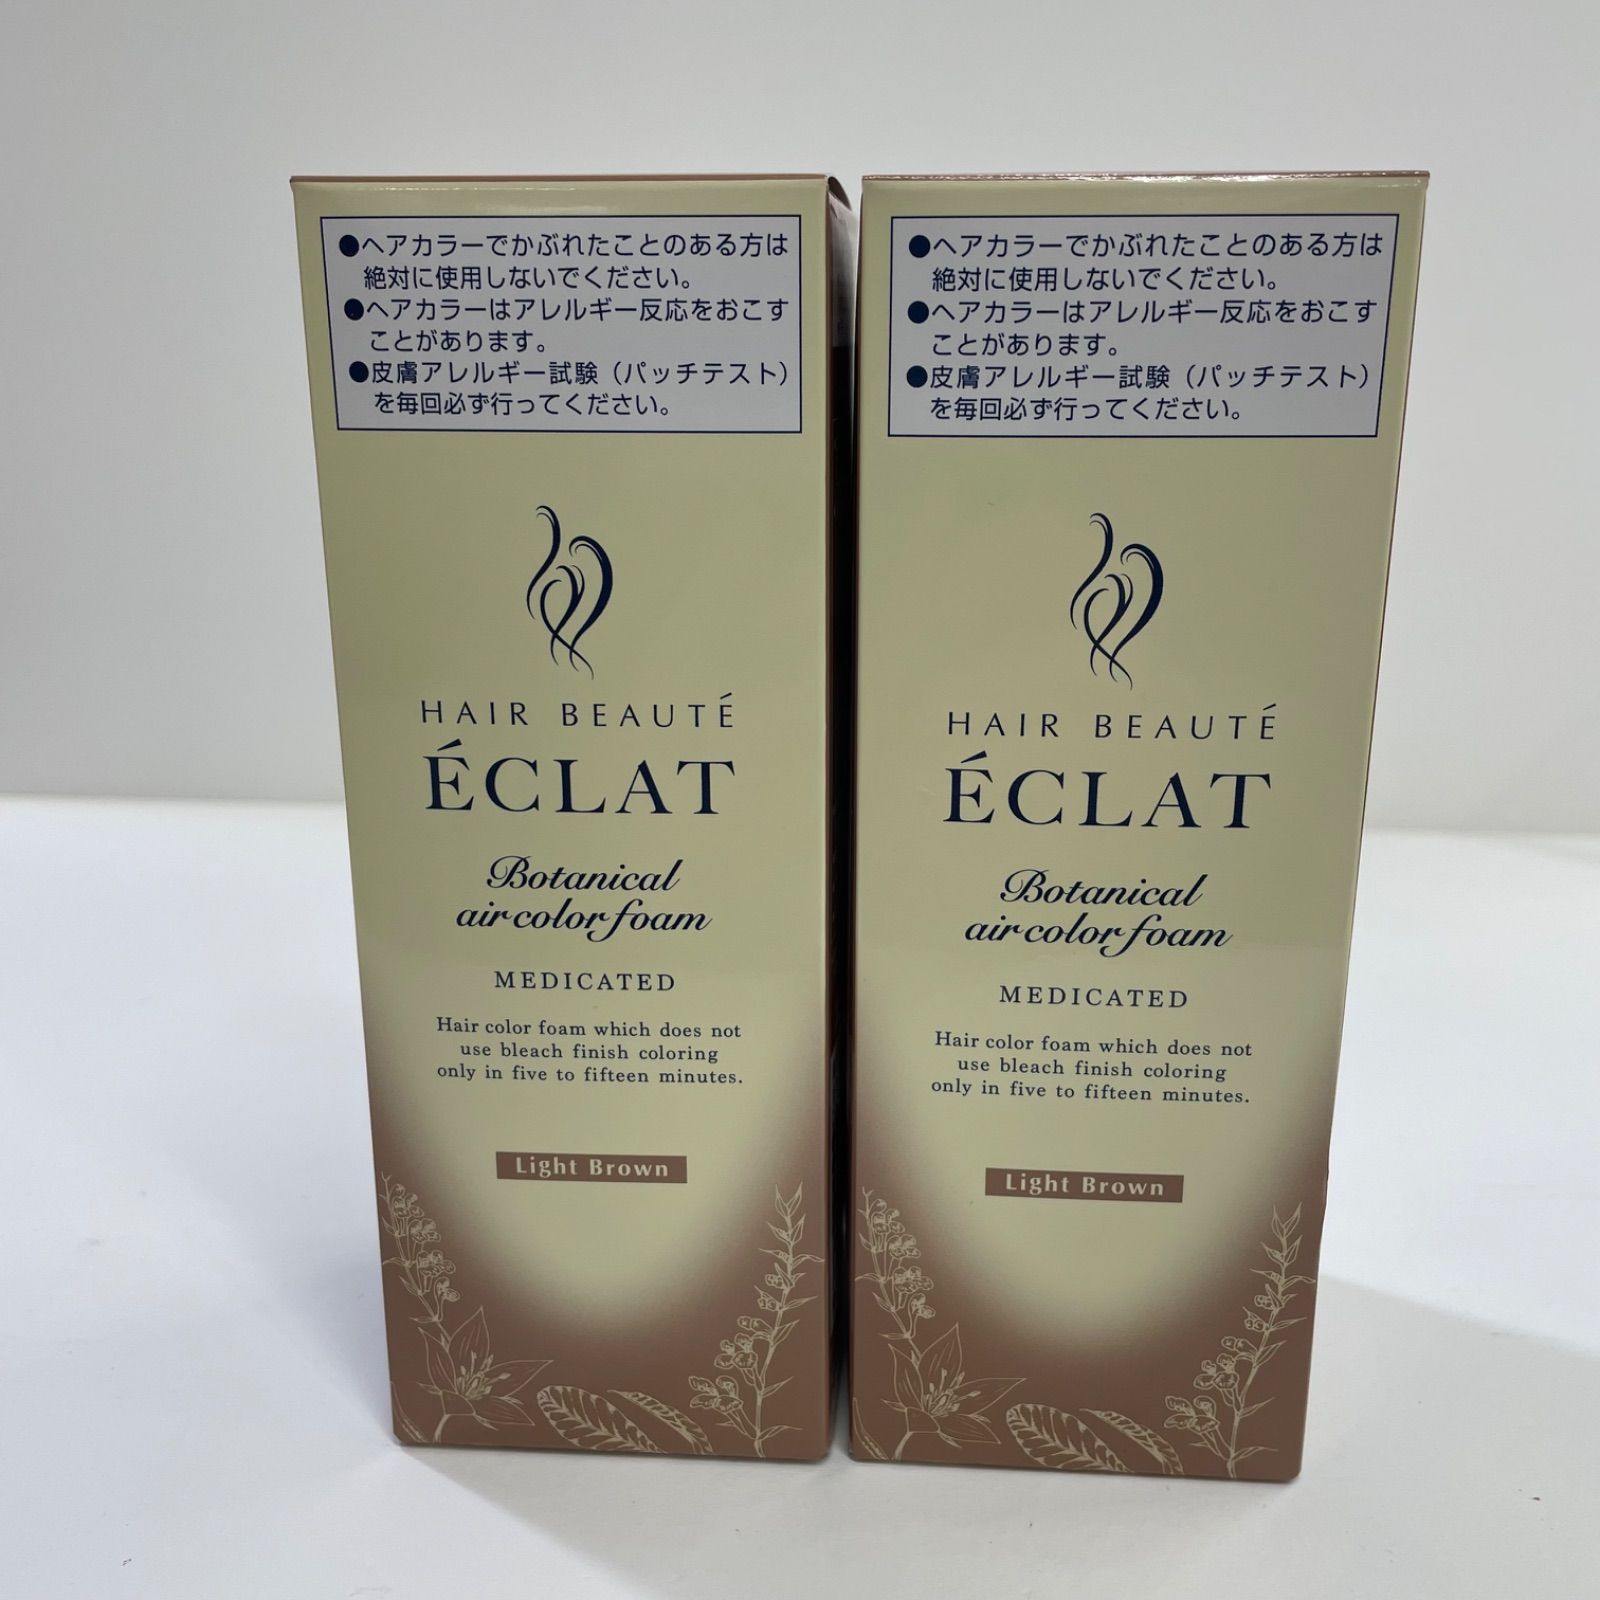 ●ヘアカラーでかぶれたことのある方は
絶対に使用しないでください。
●ヘアカラーはアレルギー反応をおこす
ことがあります。
●皮膚アレルギー試験（パッチテスト）
を毎回必ず行ってください。
HAIR BEAUTÉ
ÉCLAT
Botanical
air color foam
MEDICATED
Hair color foam which does not
use bleach finish coloring
only in five to fifteen minutes.
Light Brown
●ヘアカラーでかぶれたことのある方は
絶対に使用しないでください。
●ヘアカラーはアレルギー反応をおこす
ことがあります。
●皮膚アレルギー試験（パッチテスト）
を毎回必ず行ってください。
HAIR BEAUTÉ
ÉCLAT
Botanical
air color foam
MEDICATED
Hair color foam which does not
use bleach finish coloring
only in five to fifteen minutes.
Light Brown